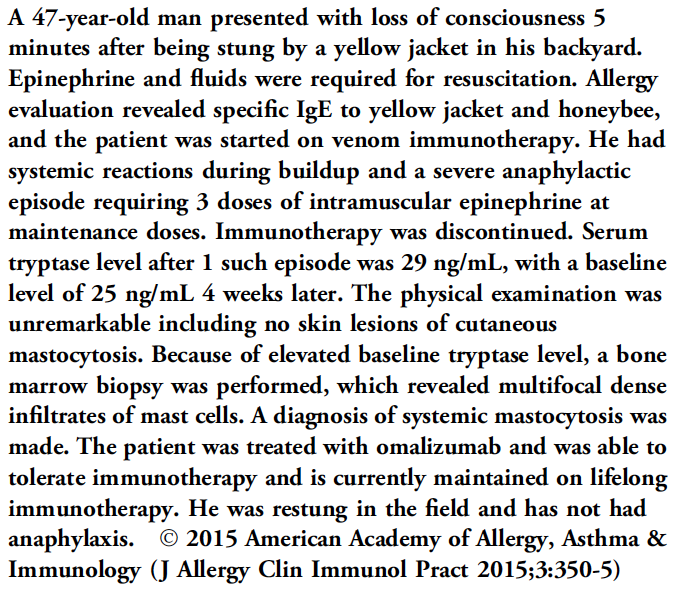 A 47-year-old man presented with loss of consciousness 5
minutes after being stung by a yellow jacket in his backyard.
Epinephrine and fluids were required for resuscitation. Allergy
evaluation revealed specific IgE to yellow jacket and honeybee,
and the patient was started on venom immunotherapy. He had
systemic reactions during buildup and a severe anaphylactic
episode requiring 3 doses of intramuscular epinephrine at
maintenance doses. Immunotherapy was discontinued. Serum
tryptase level after 1 such episode was 29 ng/mL, with a baseline
level of 25 ng/mL 4 weeks later. The physical examination was
unremarkable including no skin lesions of cutaneous
mastocytosis. Because of elevated baseline tryptase level, a bone
marrow biopsy was performed, which revealed multifocal dense
infiltrates of mast cells. A diagnosis of systemic mastocytosis was
made. The patient was treated with omalizumab and was able to
tolerate immunotherapy and is currently maintained on lifelong
immunotherapy. He was restung in the field and has not had
anaphylaxis. © 2015 American Academy of Allergy, Asthma &
Immunology (J Allergy Clin Immunol Pract 2015;3:350-5)